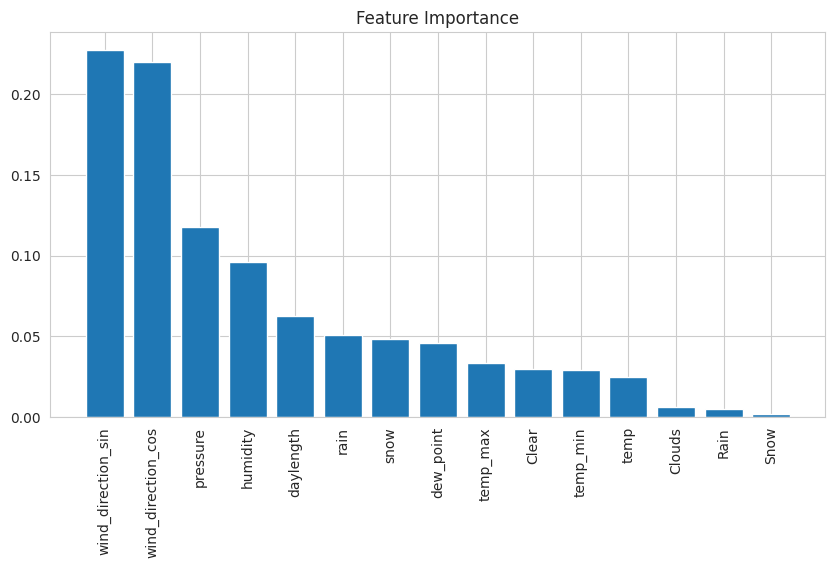 Feature Importance
0.20
0.15
0.10
0.05
0.00
wind_direction_sin
wind_direction_cos
pressure
humidity
daylength
rain
snow
dew_point
temp_max
Clear
temp_min
temp
Clouds
Rain
Snow